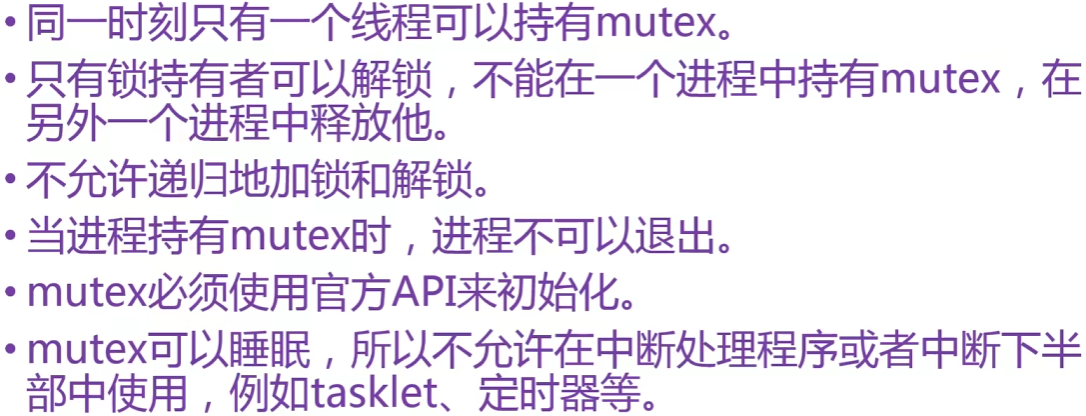 • 同一时刻只有一个线程可以持有mutex。
• 只有锁持有者可以解锁，不能在一个进程中持有mutex，在
另外一个进程中释放他。
• 不允许递归地加锁和解锁。
• 当进程持有mutex时，进程不可以退出。
• mutex必须使用官方API来初始化。
• mutex可以睡眠，所以不允许在中断处理程序或者中断下半
部中使用，例如tasklet、定时器等。